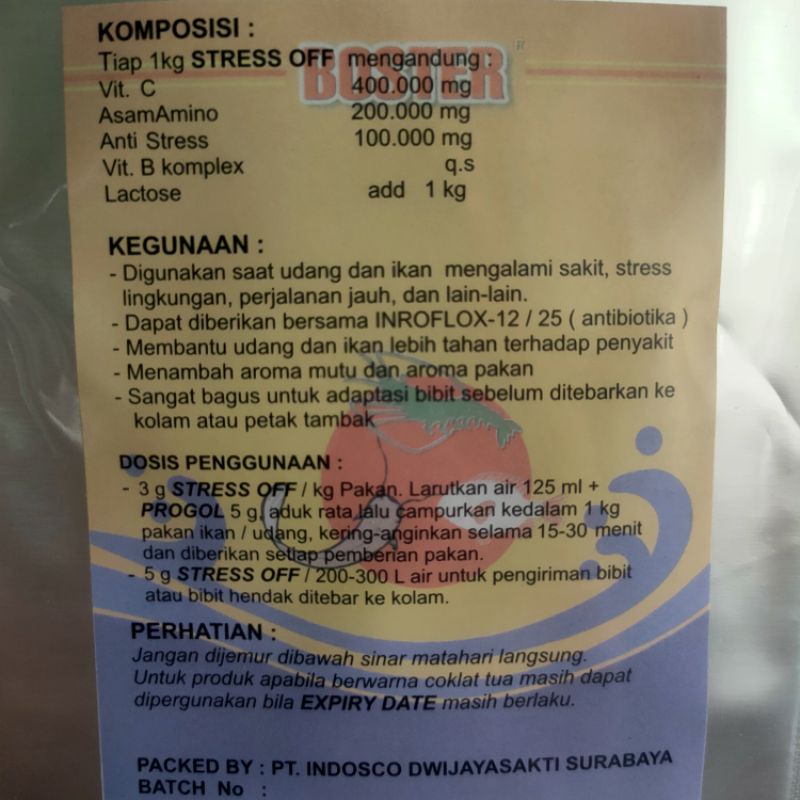 KOMPOSISI :
Tiap 1kg STRESS OFF mengandung :
BOSTER ®
Vit. C 400.000 mg
AsamAmino 200.000 mg
Anti Stress 100.000 mg
Vit. B komplex q.s
Lactose add 1 kg
KEGUNAAN :
- Digunakan saat udang dan ikan mengalami sakit, stress
lingkungan, perjalanan jauh, dan lain-lain.
- Dapat diberikan bersama INROFLOX-12 / 25 ( antibiotika )
- Membantu udang dan ikan lebih tahan terhadap penyakit
- Menambah aroma mutu dan aroma pakan
- Sangat bagus untuk adaptasi bibit sebelum ditebarkan ke
kolam atau petak tambak
DOSIS PENGGUNAAN :
- 3 g STRESS OFF / kg Pakan. Larutkan air 125 ml +
PROGOL 5 g, aduk rata,lalu campurkan kedalam 1 kg
pakan ikan / udang, kering-anginkan selama 15-30 menit
dan diberikan setiap pemberian pakan.
- 5 g STRESS OFF / 200-300 L air untuk pengiriman bibit
atau bibit hendak ditebar ke kolam.
PERHATIAN :
Jangan dijemur dibawah sinar matahari langsung.
Untuk produk apabila berwarna coklat tua masih dapat
dipergunakan bila EXPIRY DATE masih berlaku.
PACKED BY : PT. INDOSCO DWIJAYASAKTI SURABAYA
BATCH No :